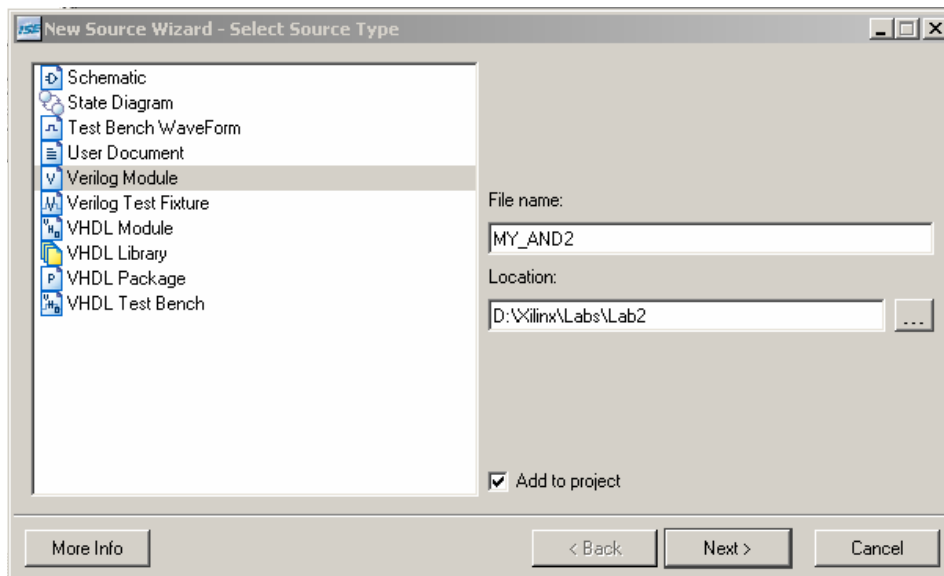 ISE New Source Wizard - Select Source Type
Schematic
State Diagram
Test Bench WaveForm
User Document
V Verilog Module
Verilog Test Fixture
VHDL Module
VHDL Library
P VHDL Package
VHDL Test Bench
File name:
MY_AND2
Location:
D:\Xilinx\Labs\Lab2
...
Add to project
More Info
< Back
Next >
Cancel